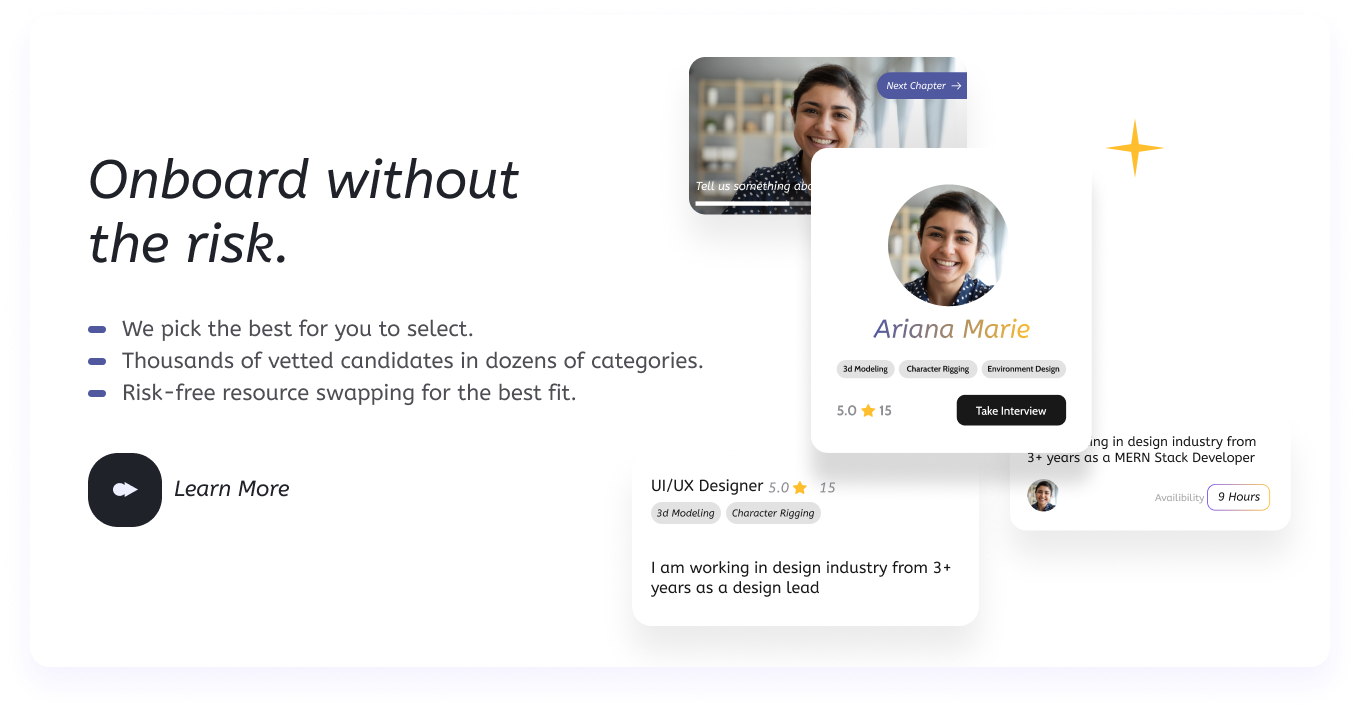 Onboard without
the risk.
We pick the best for you to select.
Thousands of vetted candidates in dozens of categories.
Risk-free resource swapping for the best fit.
Learn More
Next Chapter
Tell us something
Ariana Marie
3d Modeling Character Rigging Environment Design
5.0 15
Take Interview
UI/UX Designer 5.0 15
3d Modeling Character Rigging
I am working in design industry from 3+
years as a design lead
in design industry from
3+ years as a MERN Stack Developer
Availibility 9 Hours